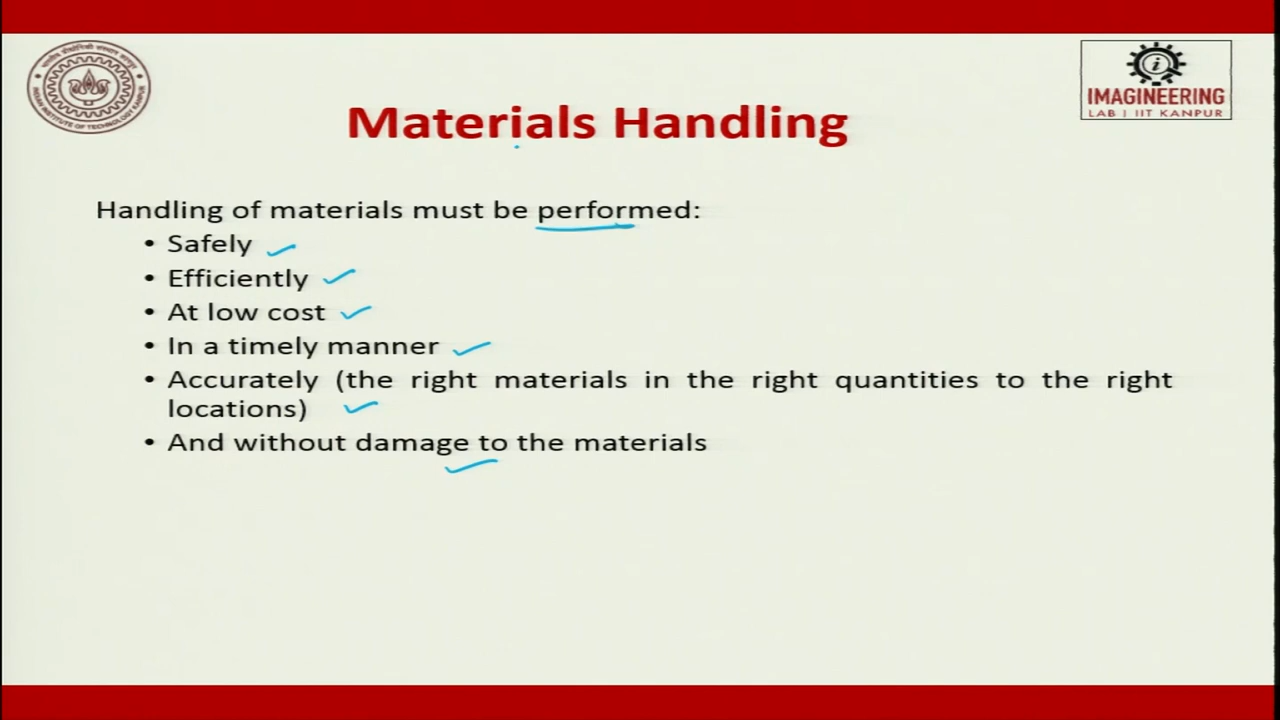 IMAGINEERING
LAB | IIT KANPUR
Materials Handling
Handling of materials must be performed:
• Safely
• Efficiently
• At low cost
• In a timely manner
• Accurately (the right materials in the right quantities to the right
locations)
• And without damage to the materials